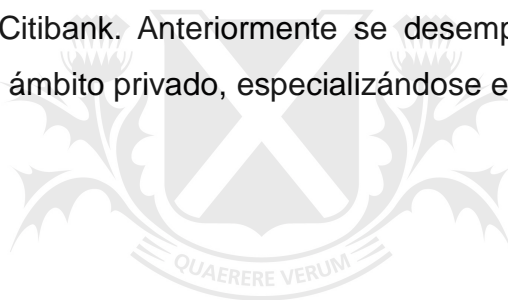 Citibank. Anteriormente se desemp
ámbito privado, especializándose e
QUAERERE VERUM